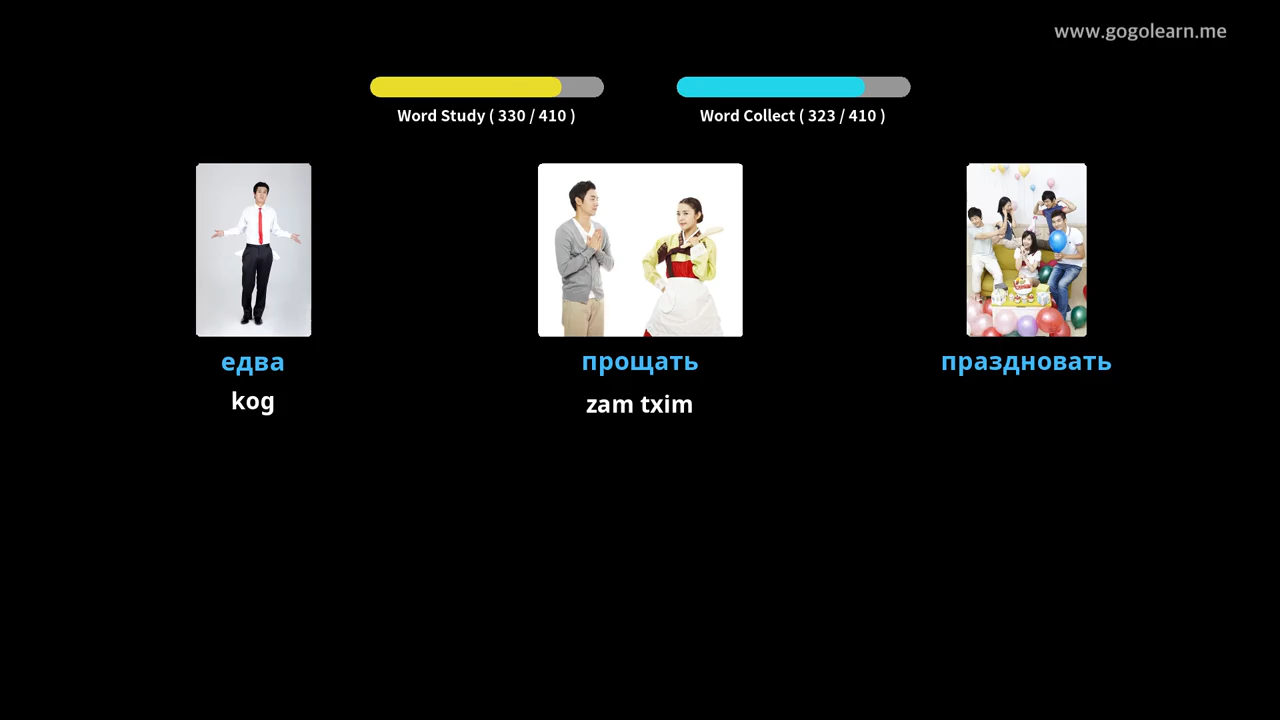 www.gogolearn.me
Word Study ( 330 / 410 )
Word Collect ( 323 / 410 )
едва
kog
прощать
zam txim
праздновать